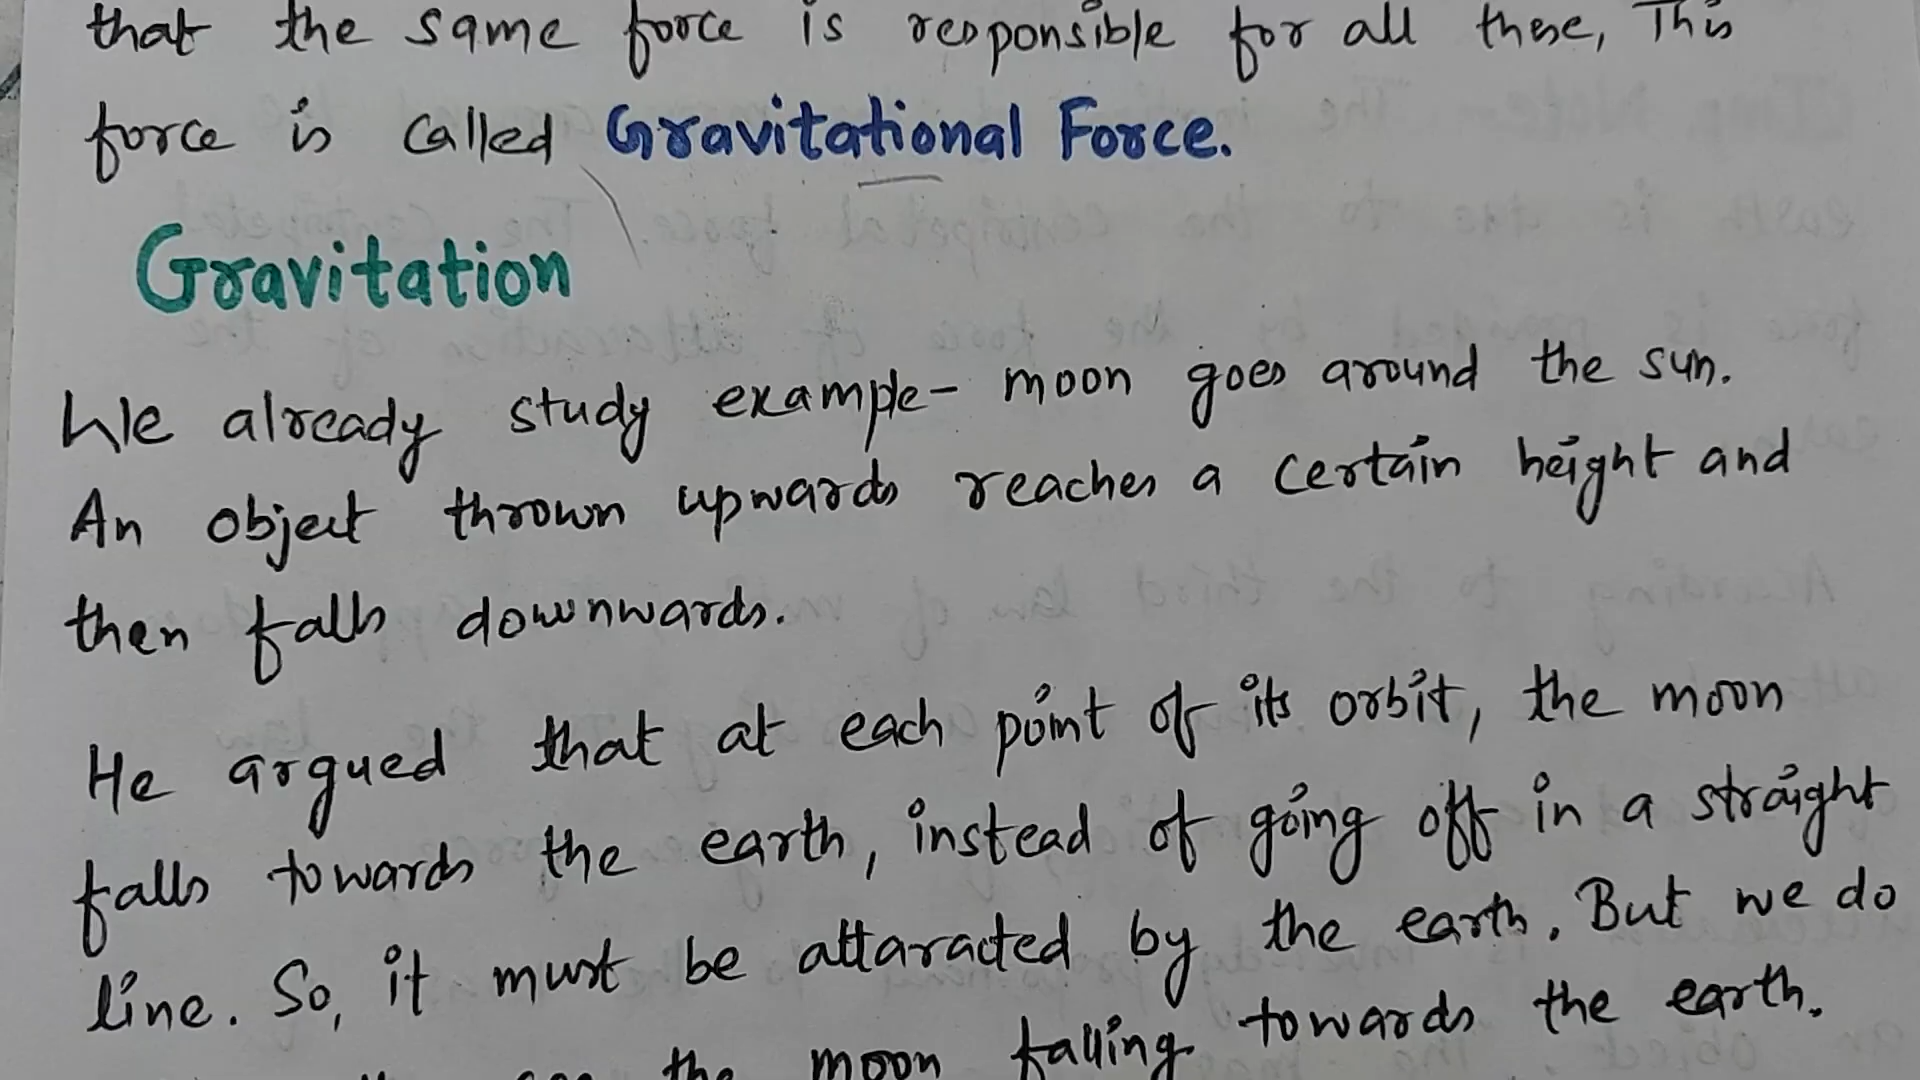 that the same force is responsible for all these, This
force is called Gravitational Force.
Gravitation
We already study example- moon goes around the sun.
An object thrown upwards reaches a certain height and
then falls downwards.
He argued that at each point of its orbit, the moon
falls towards the earth, instead of going off in a straight
line. So, it must be attaracted by the earth. But we do
the moon falling towards the earth.